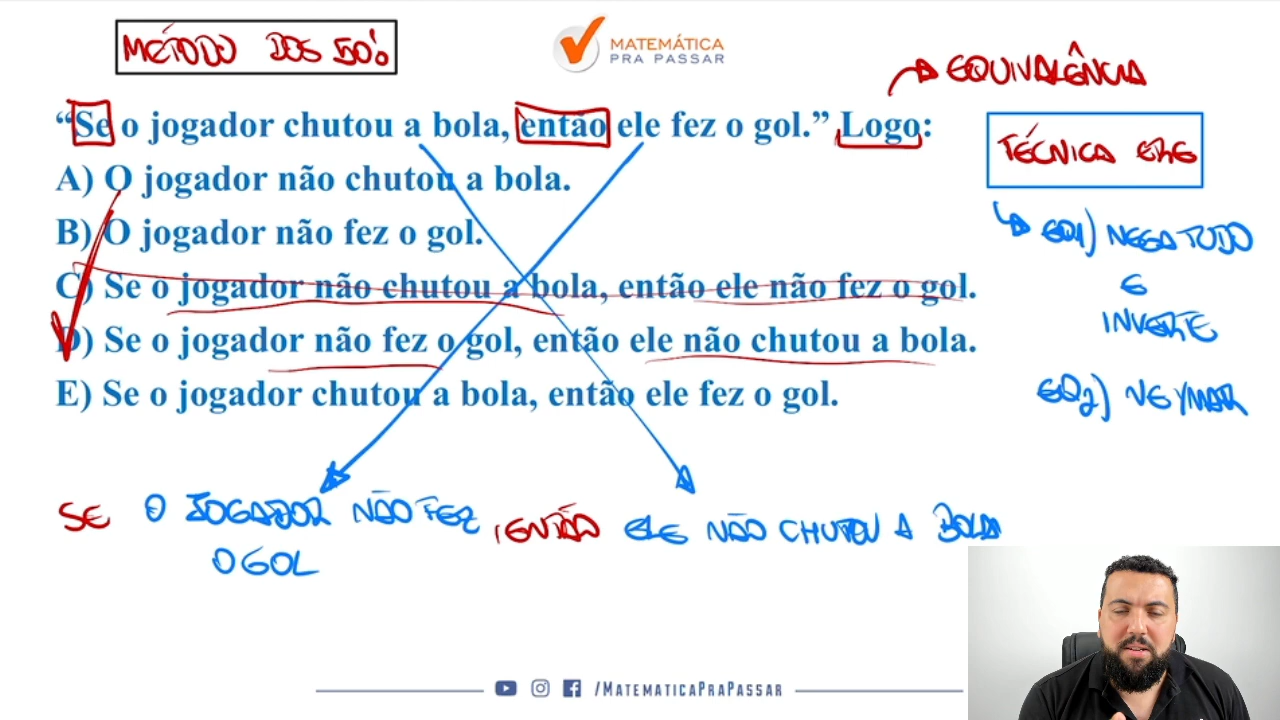 MÉTODO DOS 50's
MATEMÁTICA
PRA PASSAR
EQUIVALÊNCIA
“Se o jogador chutou a bola, então ele fez o gol.” Logo:
TÉCNICA
A) O jogador não chutou a bola.
B) O jogador não fez o gol.
EQ1) NEGA TUDO
E
INVERTE
C) Se o jogador não chutou a bola, então ele não fez o gol.
D) Se o jogador não fez o gol, então ele não chutou a bola.
E) Se o jogador chutou a bola, então ele fez o gol.
EQ2) NEYMAR
SE O JOGADOR NÃO FEZ O GOL, ENTÃO ELE NÃO CHUTOU A BOLA
/MATEMATICAPRAPASSAR